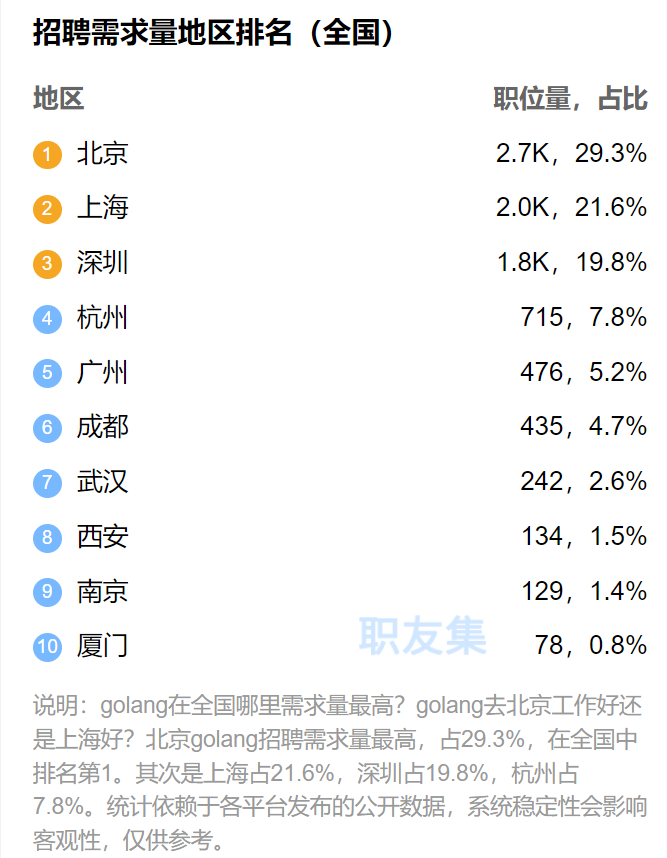 招聘需求量地区排名（全国）
地区 职位量，占比
1 北京 2.7K，29.3%
2 上海 2.0K，21.6%
3 深圳 1.8K，19.8%
4 杭州 715，7.8%
5 广州 476，5.2%
6 成都 435，4.7%
7 武汉 242，2.6%
8 西安 134，1.5%
9 南京 129，1.4%
10 厦门 78，0.8%
职友集
说明：golang在全国哪里需求量最高？golang去北京工作好还
是上海好？北京golang招聘需求量最高，占29.3%，在全国中
排名第1。其次是上海占21.6%，深圳占19.8%，杭州占
7.8%。统计依赖于各平台发布的公开数据，系统稳定性会影响
客观性，仅供参考。